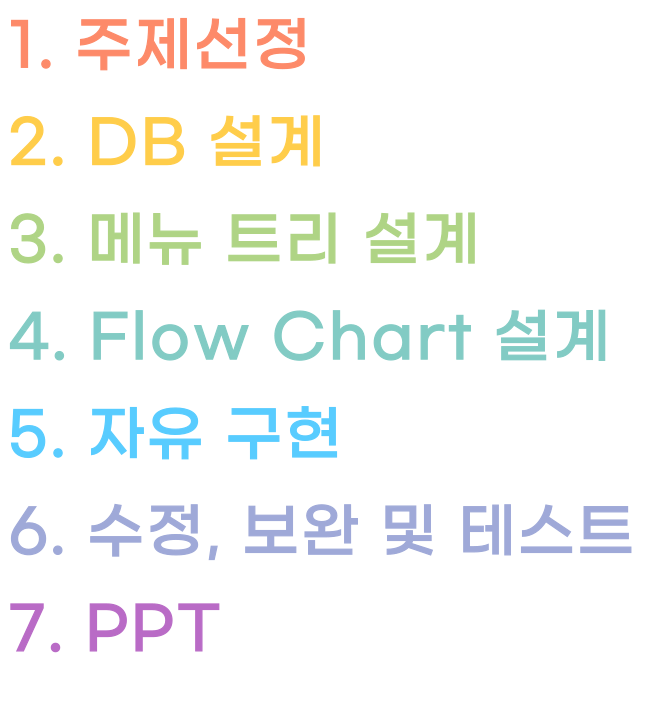 1. 주제선정
2. DB 설계
3. 메뉴 트리 설계
4. Flow Chart 설계
5. 자유 구현
6. 수정, 보완 및 테스트
7. PPT